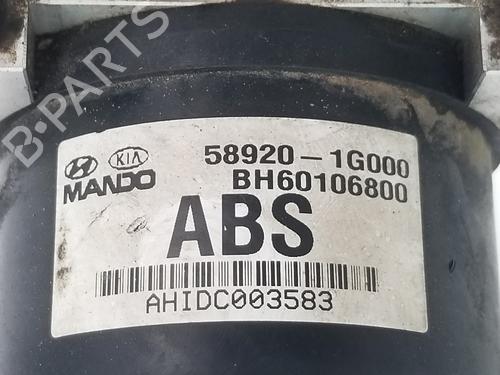 B-PARTS
KIA
58920-1G000
MANDO
BH60106800
ABS
AHIDC003583